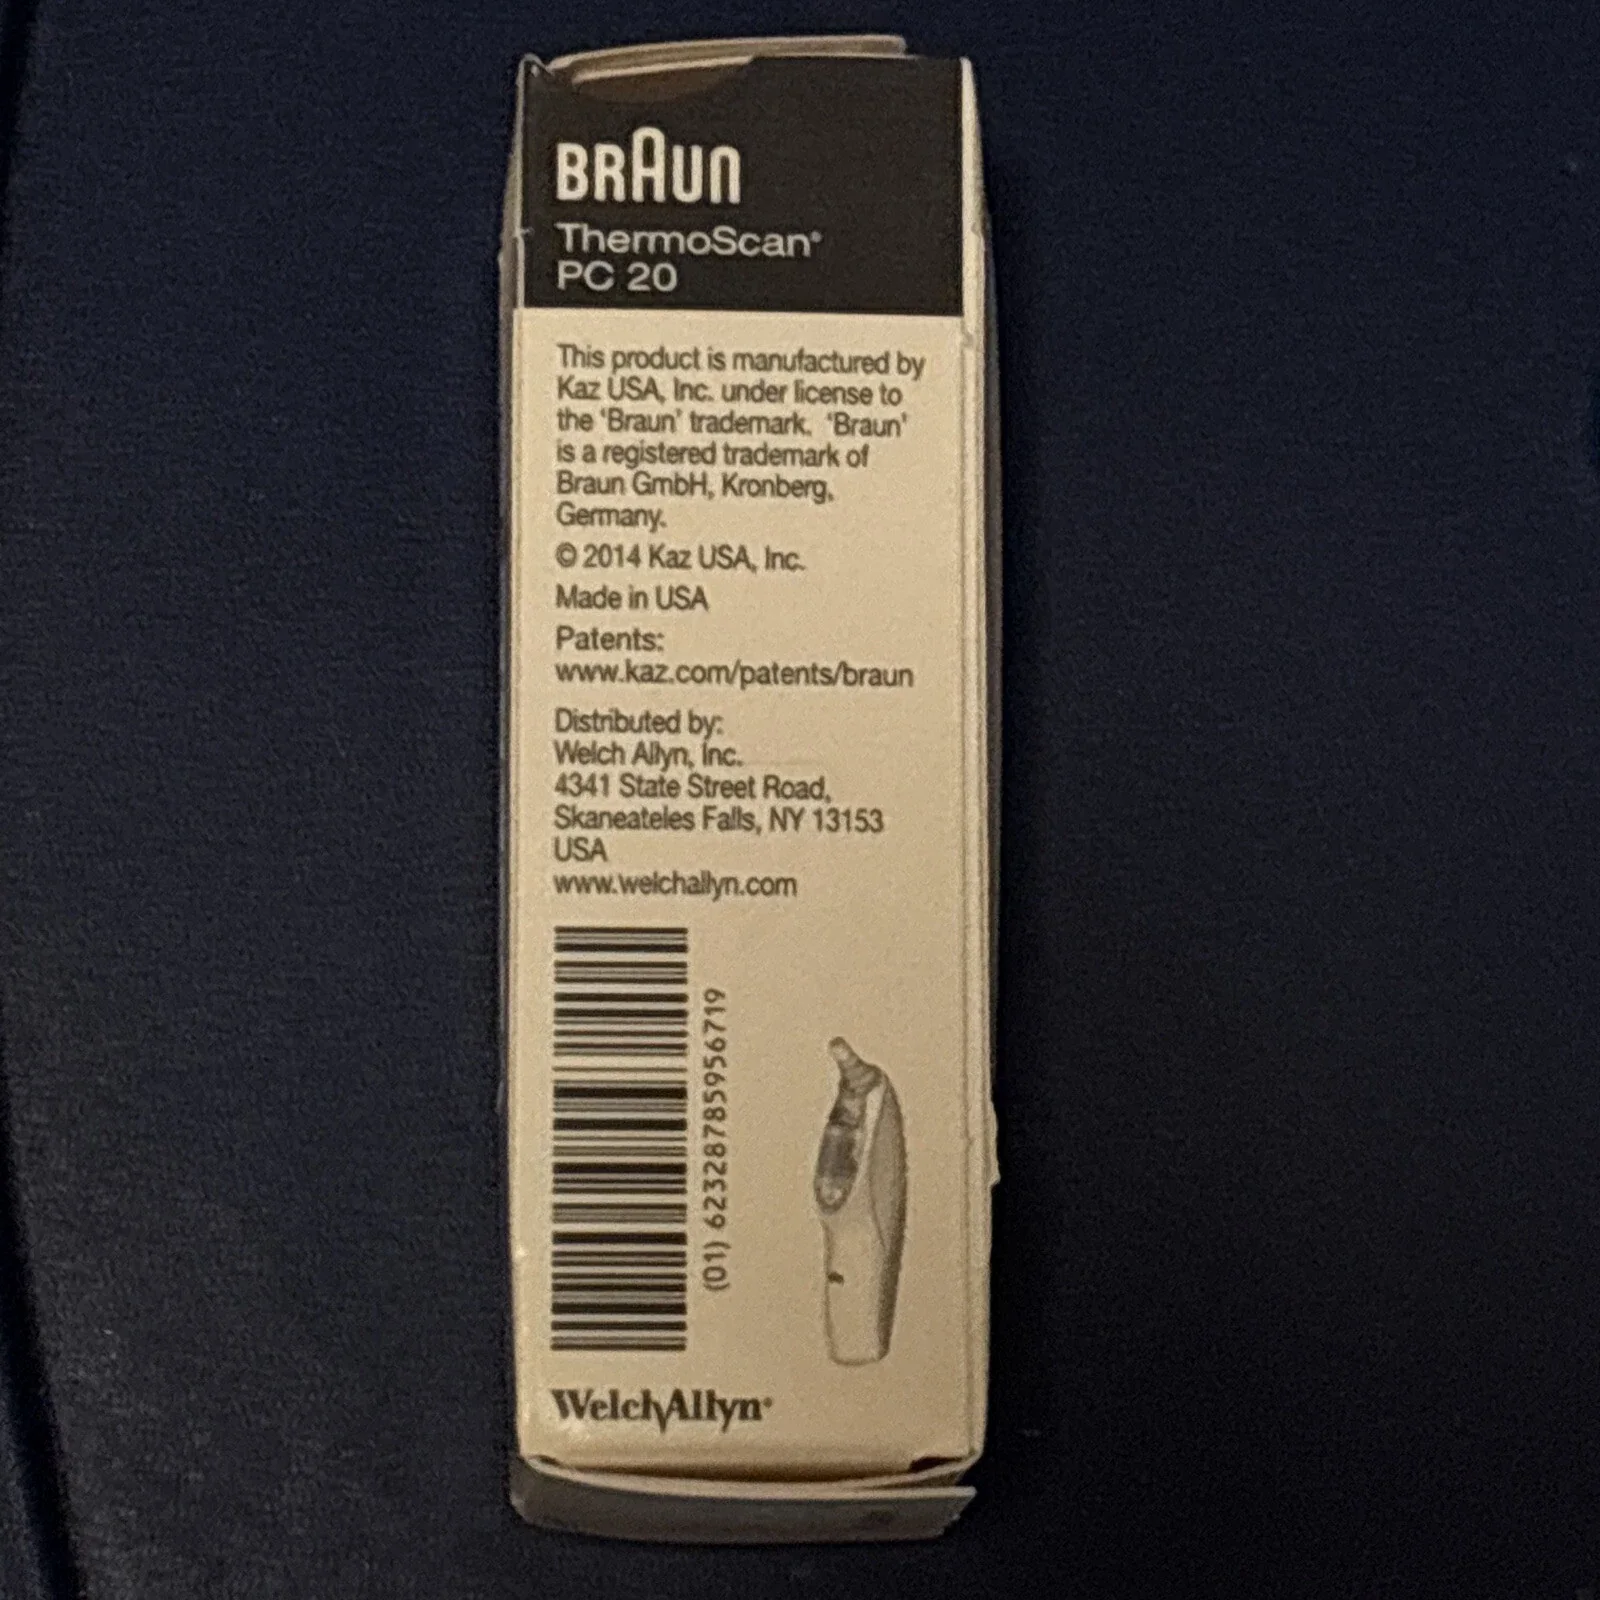 BRAUN
ThermoScan®
PC 20
This product is manufactured by
Kaz USA, Inc. under license to
the 'Braun' trademark. 'Braun'
is a registered trademark of
Braun GmbH, Kronberg,
Germany.
© 2014 Kaz USA, Inc.
Made in USA
Patents:
www.kaz.com/patents/braun
Distributed by:
Welch Allyn, Inc.
4341 State Street Road,
Skaneateles Falls, NY 13153
USA
www.welchallyn.com
(01) 62328785956719
WelchAllyn®